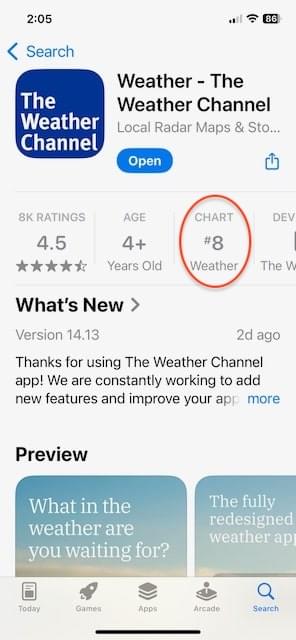 2:05
86
Search
The
Weather
Channel
Weather - The
Weather Channel
Local Radar Maps & Sto...
Open
8K RATINGS
4.5
AGE
4+
Years Old
CHART
#8
Weather
DEV
The W
What's New
Version 14.13
2d ago
Thanks for using The Weather Channel
app! We are constantly working to add
new features and improve your app more
Preview
What in the
weather are
you waiting for?
The fully
redesigned
weather app
Today
Games
Apps
Arcade
Search